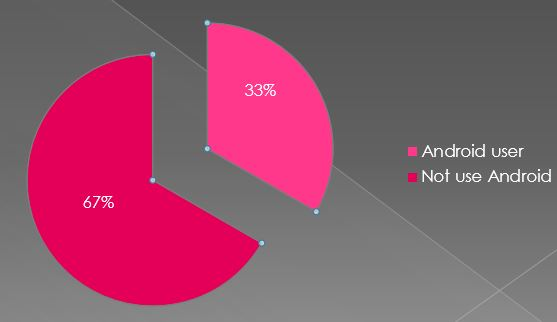 33%
67%
Android user
Not use Android